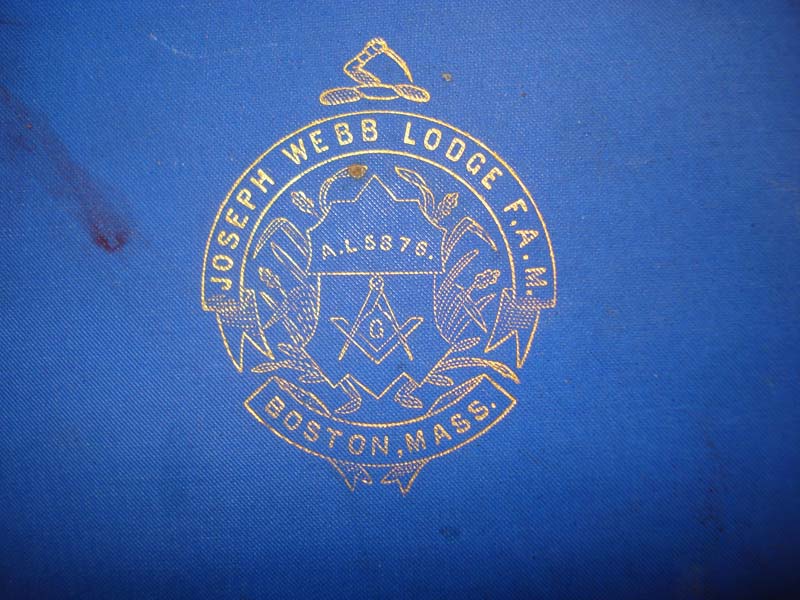 JOSEPH WEBB LODGE F.A.M.
A.L 5876.
G
BOSTON, MASS.